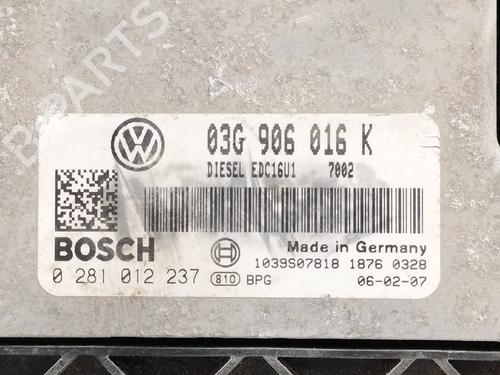 B-PARTS
03G 906 016 K
DIESEL EDC16U1 7002
BOSCH
Made in Germany
0 281 012 237
810 BPG
1039S07818 1876 0328
06-02-07